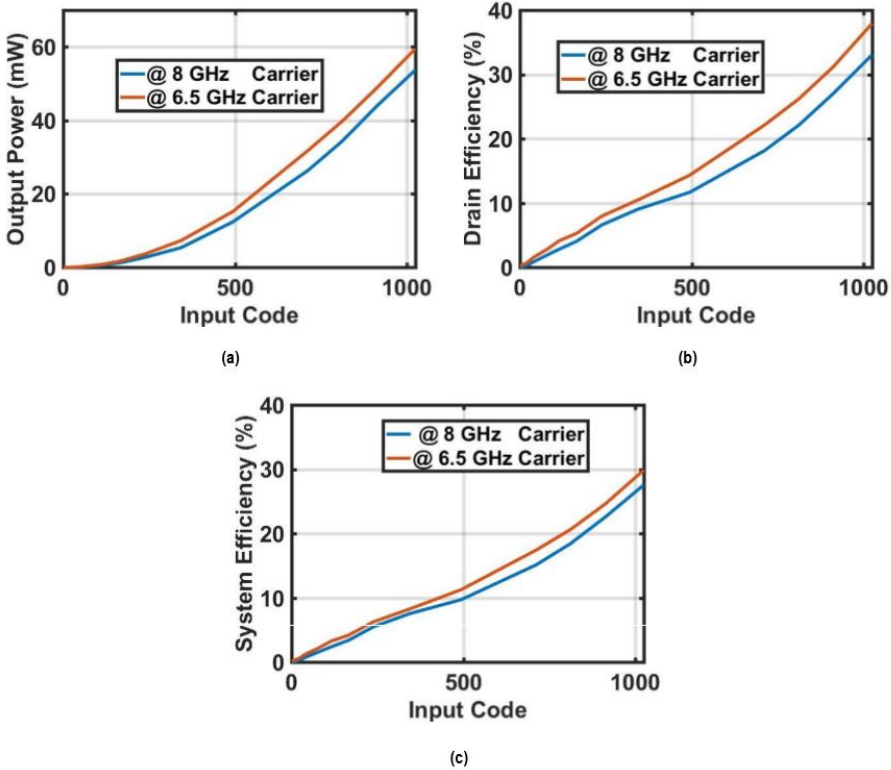 Output Power (mW)
60
40
20
0
@ 8 GHz Carrier
@ 6.5 GHz Carrier
0 500 1000
Input Code
(a)
Drain Efficiency (%)
40
30
20
10
0
@ 8 GHz Carrier
@ 6.5 GHz Carrier
0 500 1000
Input Code
(b)
System Efficiency (%)
40
30
20
10
0
@ 8 GHz Carrier
@ 6.5 GHz Carrier
0 500 1000
Input Code
(c)